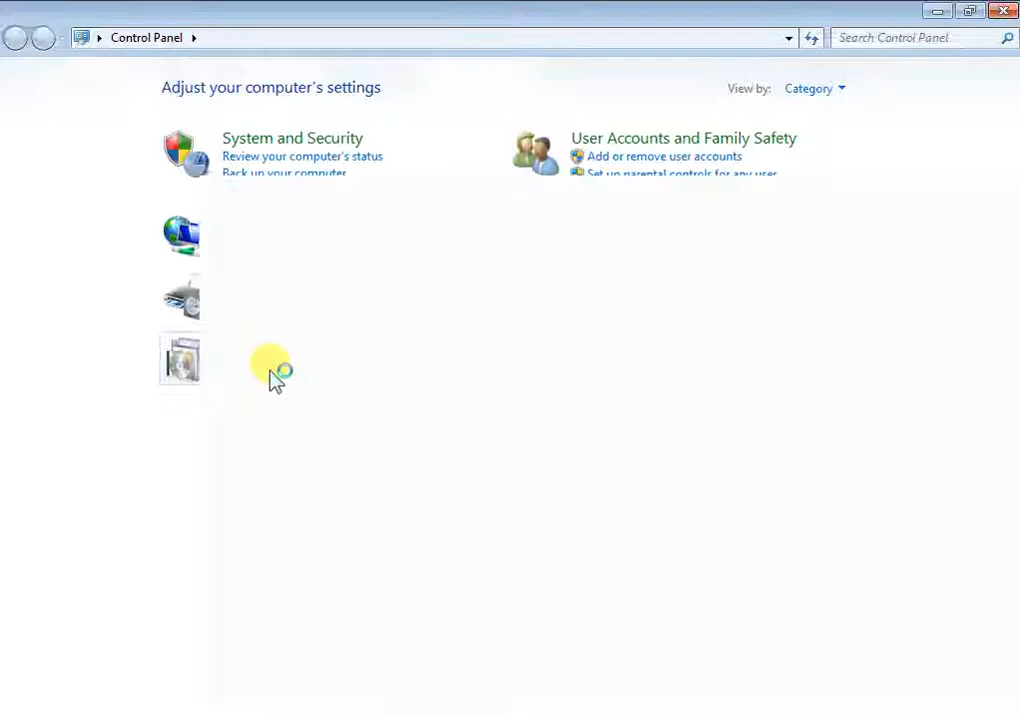 Control Panel
Search Control Panel
Adjust your computer's settings
View by: Category
System and Security
Review your computer's status
Back up your computer
User Accounts and Family Safety
Add or remove user accounts
Set up parental controls for any user